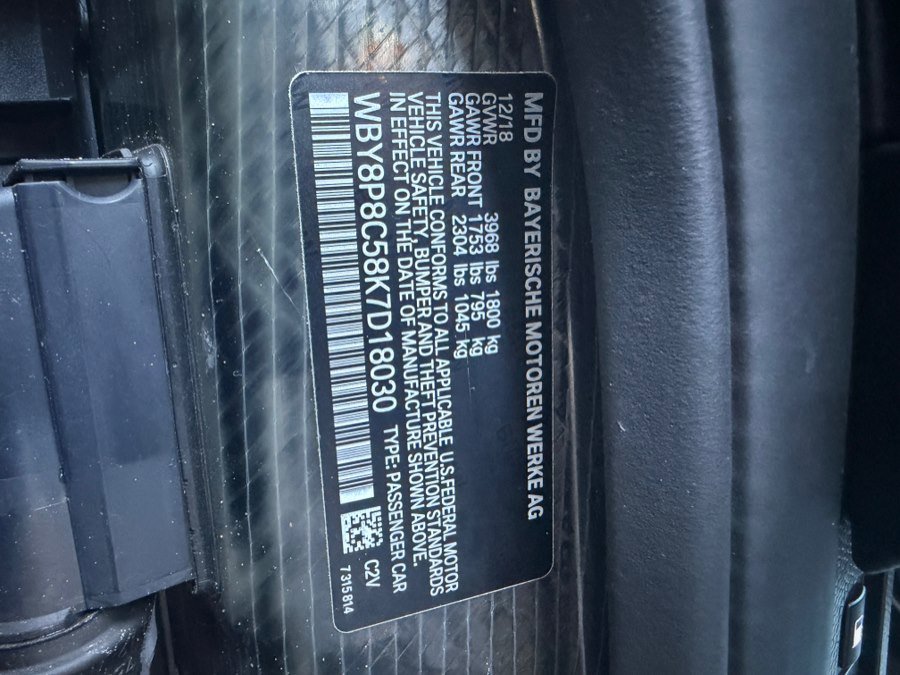 MFD BY BAYERISCHE MOTOREN WERKE AG
12/18
GVWR 3968 lbs 1800 kg
GAWR FRONT 1753 lbs 795 kg
GAWR REAR 2304 lbs 1045 kg
THIS VEHICLE CONFORMS TO ALL APPLICABLE U.S.FEDERAL MOTOR
VEHICLE SAFETY, BUMPER AND THEFT PREVENTION STANDARDS
IN EFFECT ON THE DATE OF MANUFACTURE SHOWN ABOVE.
WBY8P8C58K7D18030 TYPE: PASSENGER CAR
C2V
7315814